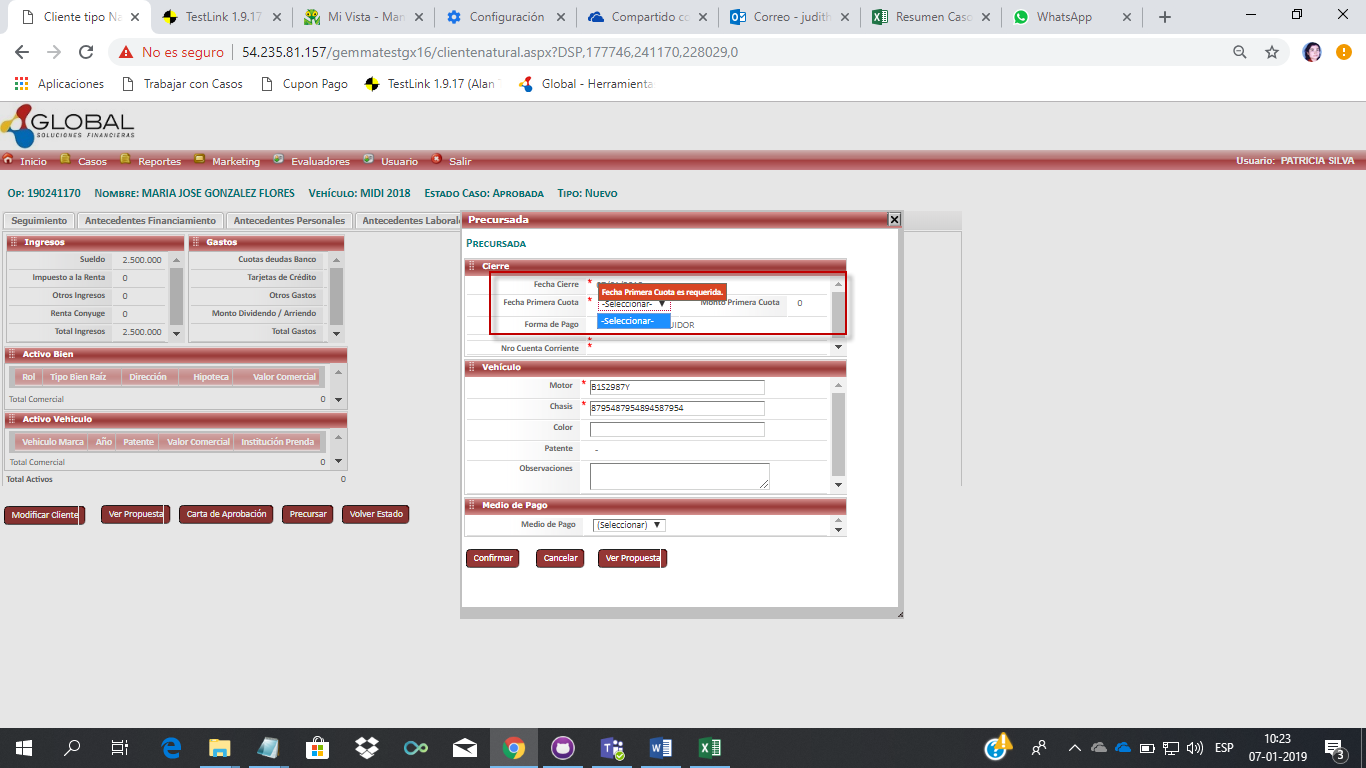 Cliente tipo Na
TestLink 1.9.17
Mi Vista - Man
Configuración
Compartido co
Correo - judith
Resumen Caso
WhatsApp
No es seguro | 54.235.81.157/gemmatestgx16/clientenatural.aspx?DSP,177746,241170,228029,0
Aplicaciones Trabajar con Casos Cupon Pago TestLink 1.9.17 (Alan Global - Herramienta
GLOBAL
SOLUCIONES FINANCIERAS
Inicio Casos Reportes Marketing Evaluadores Usuario Salir Usuario: PATRICIA SILVA
Op: 190241170 Nombre: MARIA JOSE GONZALEZ FLORES Vehículo: MIDI 2018 Estado Caso: Aprobada Tipo: Nuevo
Seguimiento Antecedentes Financiamiento Antecedentes Personales Antecedentes Laboral
Ingresos
Sueldo 2.500.000
Impuesto a la Renta 0
Otros Ingresos 0
Renta Conyuge 0
Total Ingresos 2.500.000
Gastos
Cuotas deudas Banco
Tarjetas de Crédito
Otros Gastos
Monto Dividendo / Arriendo
Total Gastos
Activo Bien
Rol Tipo Bien Raíz Dirección Hipoteca Valor Comercial
Total Comercial 0
Activo Vehiculo
Vehiculo Marca Año Patente Valor Comercial Institución Prenda
Total Comercial 0
Total Activos 0
Modificar Cliente Ver Propuesta Carta de Aprobación Precursar Volver Estado
Precursada
Precursada
Cierre
Fecha Cierre *
Fecha Primera Cuota es requerida.
Fecha Primera Cuota * -Seleccionar- Monto Primera Cuota 0
-Seleccionar-
Forma de Pago UIDOR
*
Nro Cuenta Corriente *
Vehículo
Motor * B1S2987Y
Chasis * 8795487954894587954
Color
Patente -
Observaciones
Medio de Pago
Medio de Pago (Seleccionar)
Confirmar Cancelar Ver Propuesta
ESP
10:23
07-01-2019
3